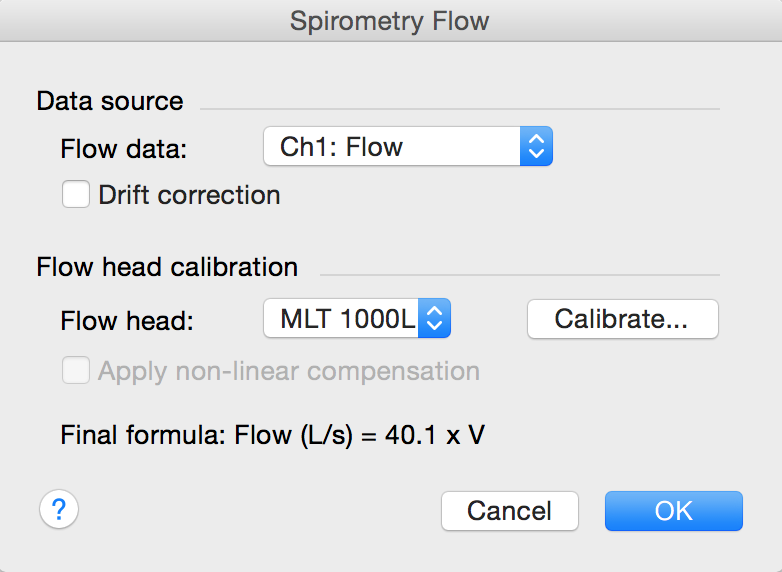 Spirometry Flow
Data source
Flow data: Ch1: Flow
Drift correction
Flow head calibration
Flow head: MLT 1000L Calibrate...
Apply non-linear compensation
Final formula: Flow (L/s) = 40.1 x V
? Cancel OK